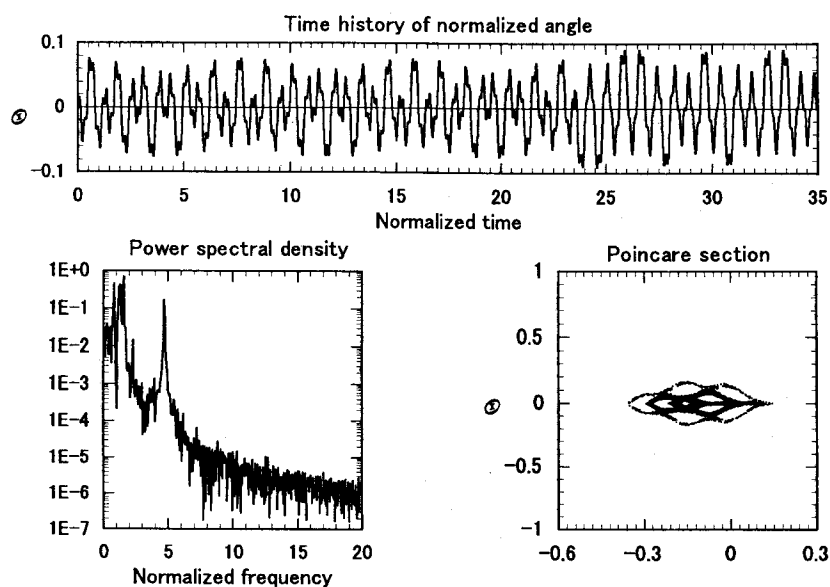 Time history of normalized angle
0.1
0
−0.1
Θ
0 5 10 15 20 25 30 35
Normalized time
Power spectral density
1E+0
1E−1
1E−2
1E−3
1E−4
1E−5
1E−6
1E−7
0 5 10 15 20
Normalized frequency
Poincare section
1
0.5
0
−0.5
−1
Θ
−0.6 −0.3 0 0.3